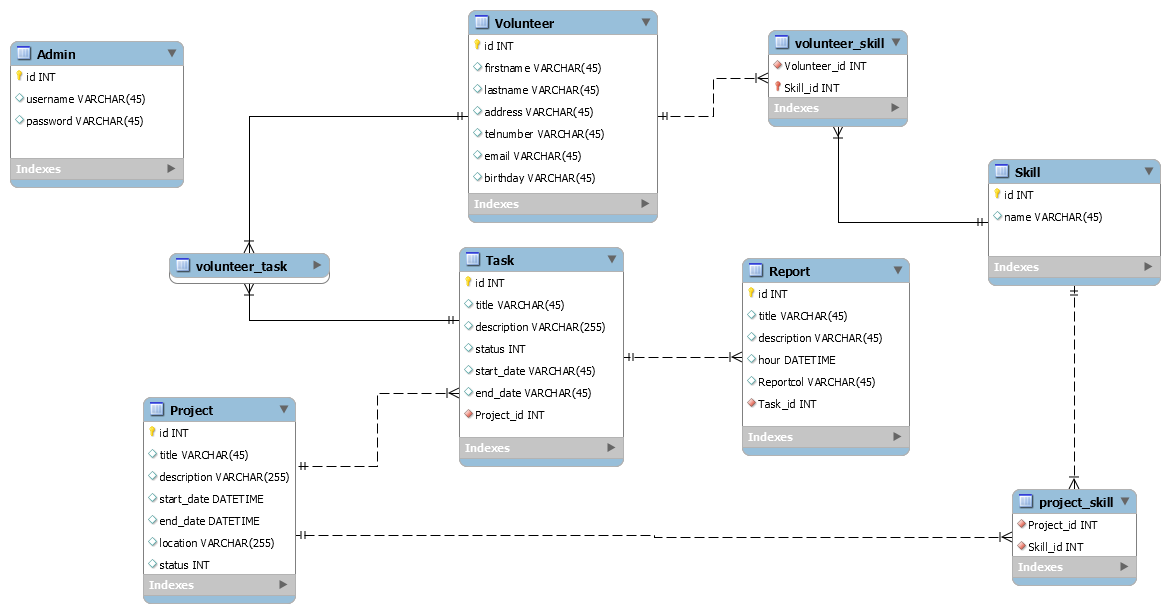 Admin
id INT
username VARCHAR(45)
password VARCHAR(45)
Indexes
Volunteer
id INT
firstname VARCHAR(45)
lastname VARCHAR(45)
address VARCHAR(45)
telnumber VARCHAR(45)
email VARCHAR(45)
birthday VARCHAR(45)
Indexes
volunteer_skill
Volunteer_id INT
Skill_id INT
Indexes
Skill
id INT
name VARCHAR(45)
Indexes
volunteer_task
Task
id INT
title VARCHAR(45)
description VARCHAR(255)
status INT
start_date VARCHAR(45)
end_date VARCHAR(45)
Project_id INT
Indexes
Report
id INT
title VARCHAR(45)
description VARCHAR(45)
hour DATETIME
Reportcol VARCHAR(45)
Task_id INT
Indexes
Project
id INT
title VARCHAR(45)
description VARCHAR(255)
start_date DATETIME
end_date DATETIME
location VARCHAR(255)
status INT
Indexes
project_skill
Project_id INT
Skill_id INT
Indexes